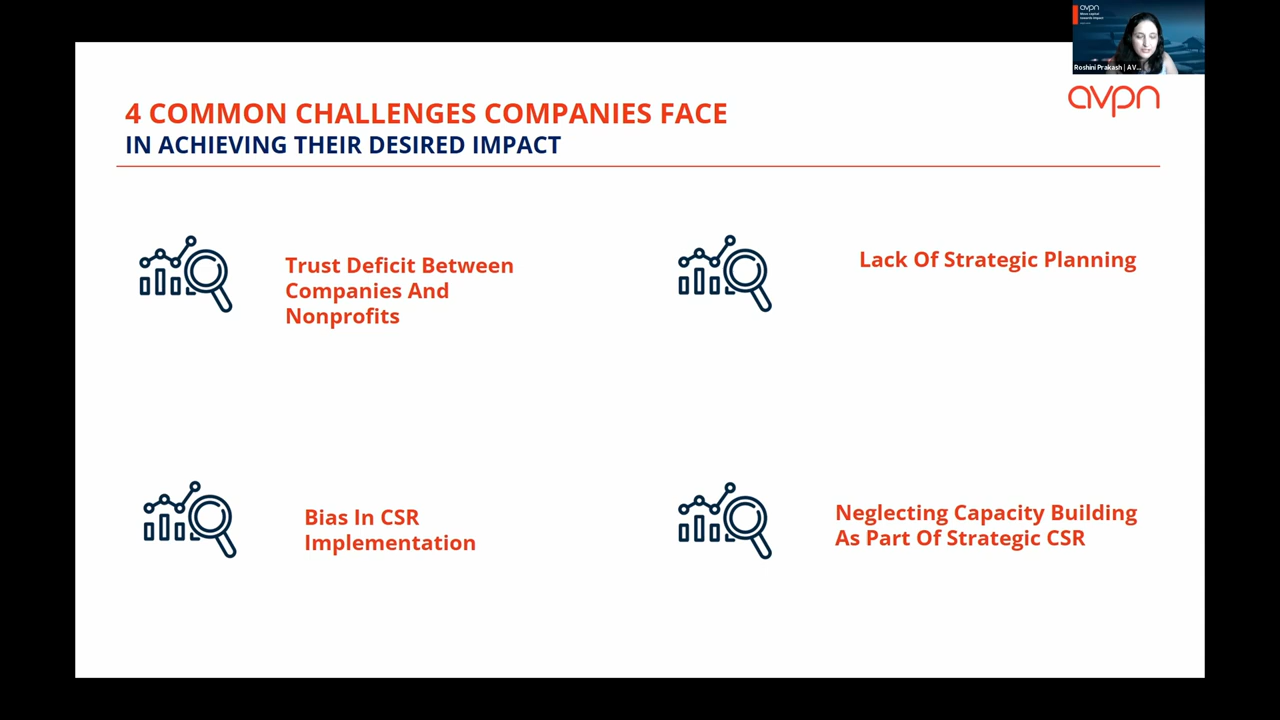 avpn
Roshini Prakash | AV...
avpn
4 COMMON CHALLENGES COMPANIES FACE
IN ACHIEVING THEIR DESIRED IMPACT
Trust Deficit Between
Companies And
Nonprofits
Lack Of Strategic Planning
Bias In CSR
Implementation
Neglecting Capacity Building
As Part Of Strategic CSR